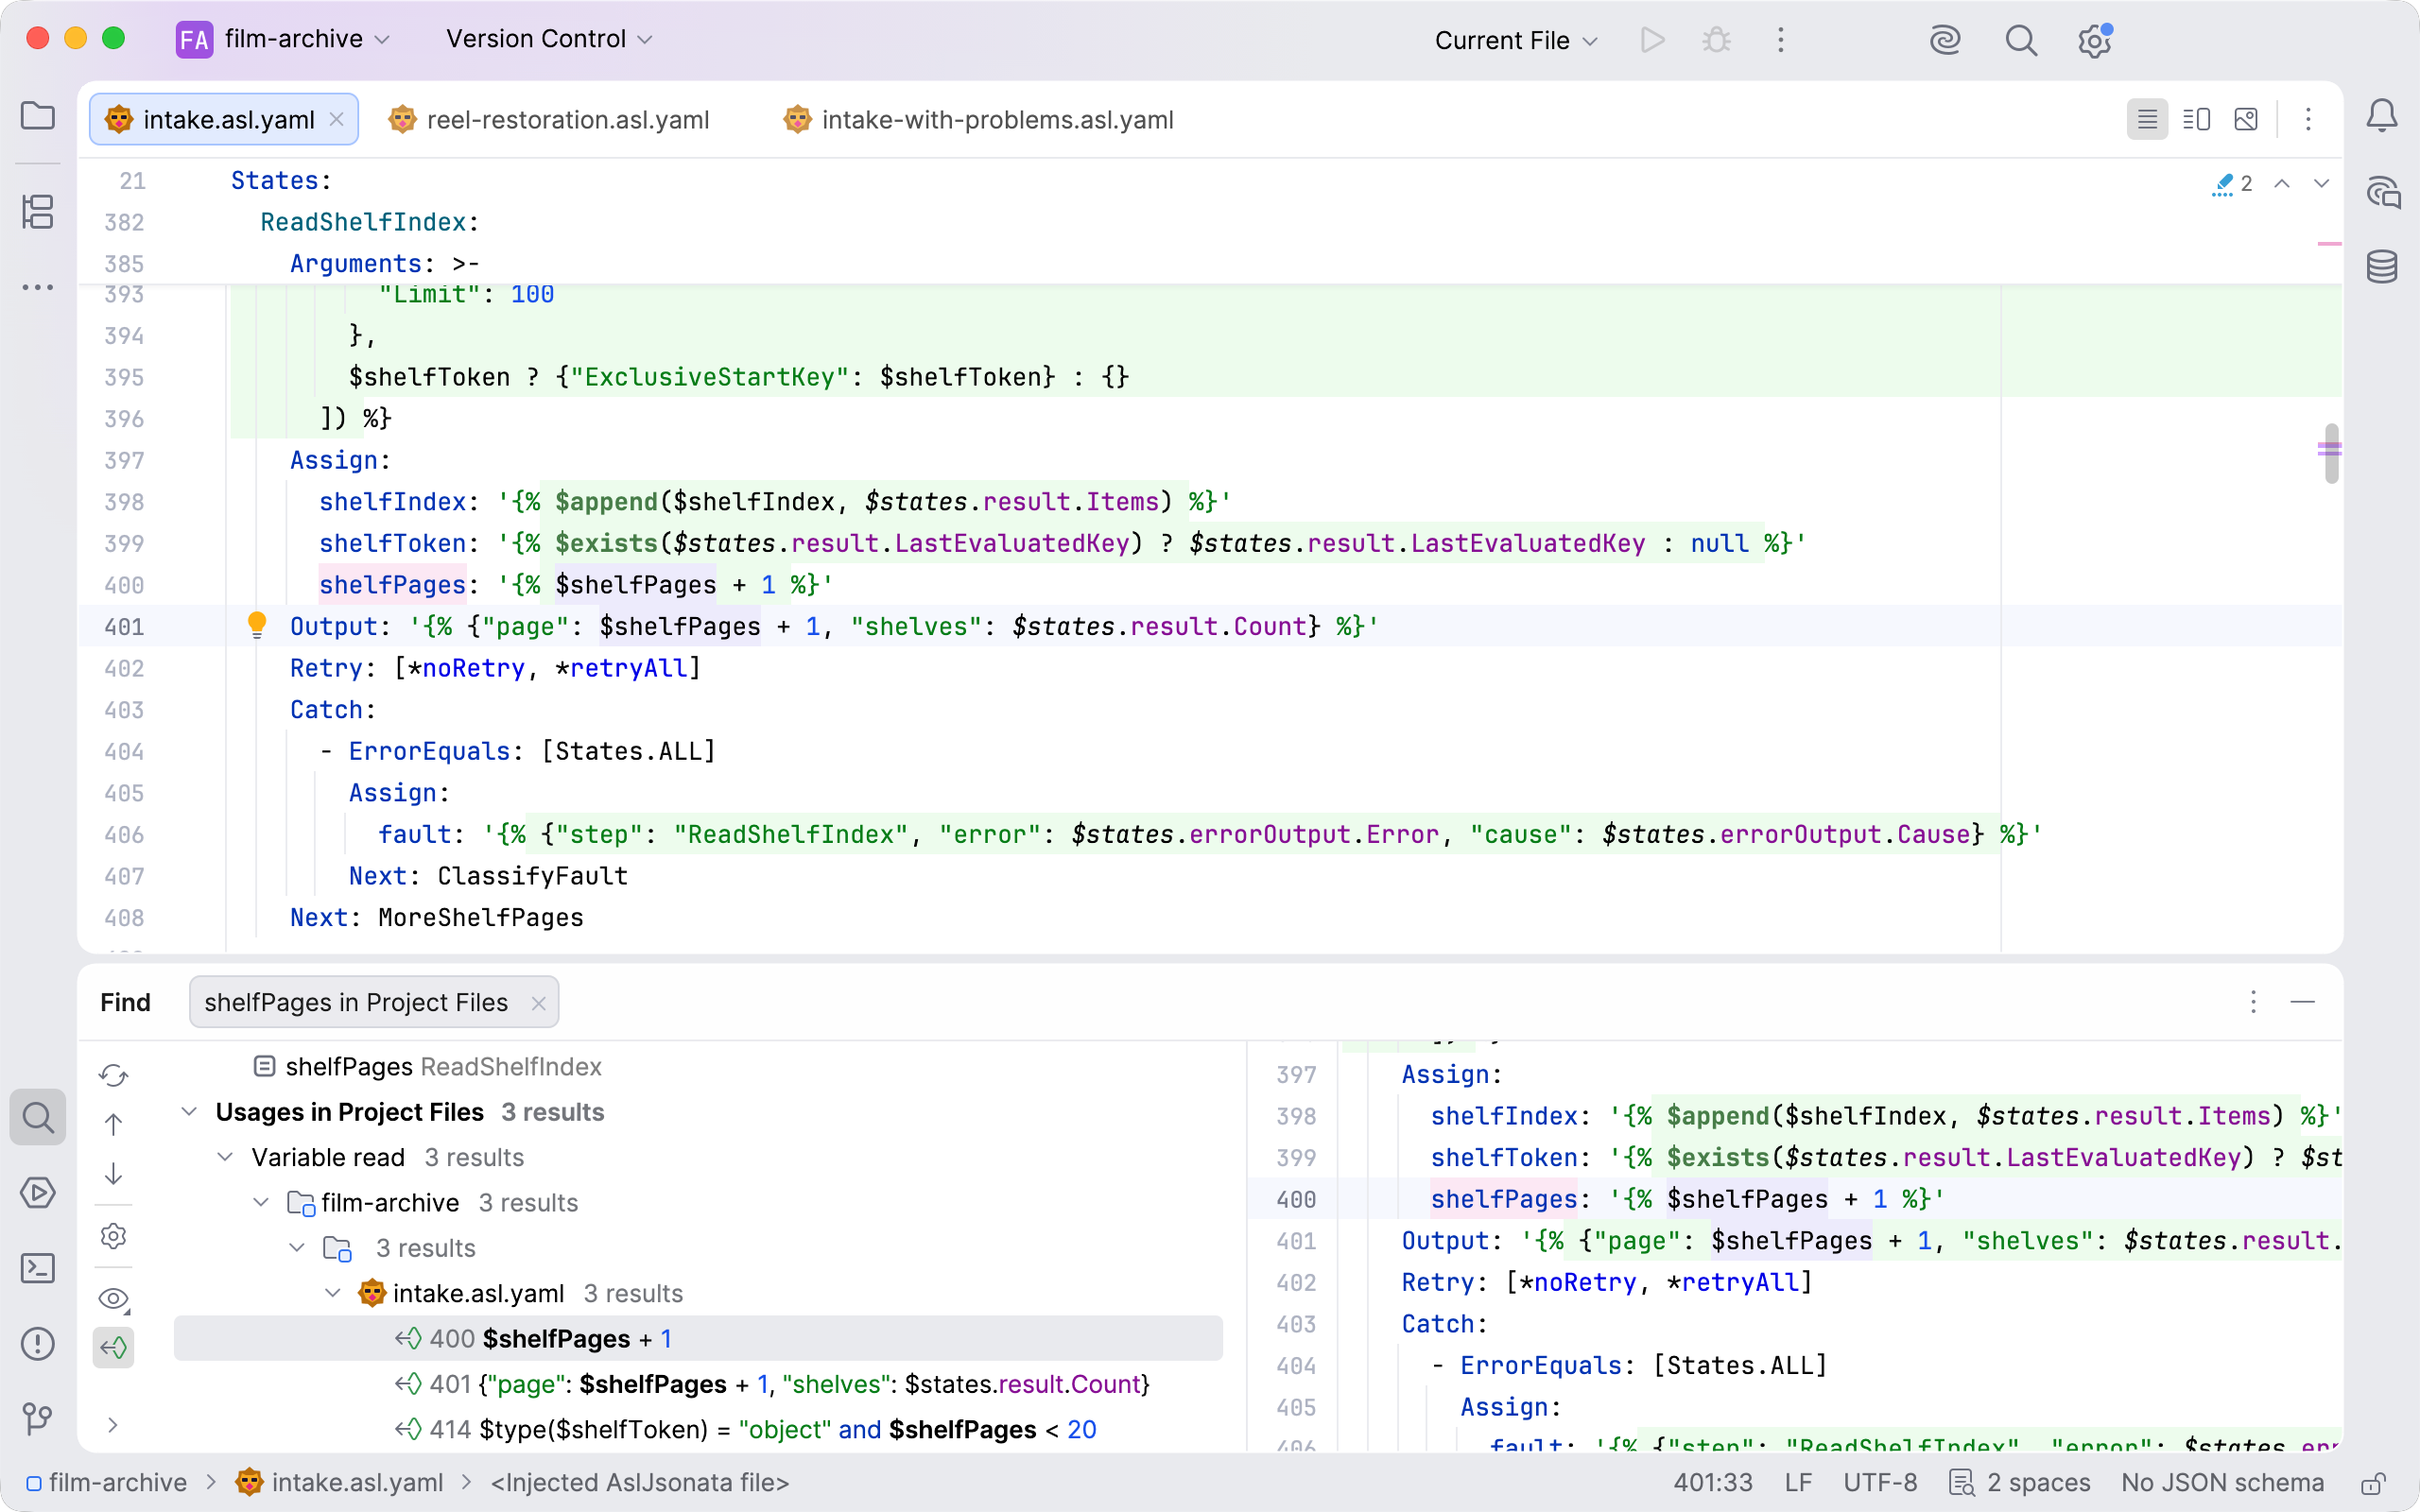 FA film-archive Version Control Current File
intake.asl.yaml reel-restoration.asl.yaml intake-with-problems.asl.yaml
21 States: 2
382 ReadShelfIndex:
385 Arguments: >-
393 "Limit": 100
394 },
395 $shelfToken ? {"ExclusiveStartKey": $shelfToken} : {}
396 ]) %}
397 Assign:
398 shelfIndex: '{% $append($shelfIndex, $states.result.Items) %}'
399 shelfToken: '{% $exists($states.result.LastEvaluatedKey) ? $states.result.LastEvaluatedKey : null %}'
400 shelfPages: '{% $shelfPages + 1 %}'
401 Output: '{% {"page": $shelfPages + 1, "shelves": $states.result.Count} %}'
402 Retry: [*noRetry, *retryAll]
403 Catch:
404 - ErrorEquals: [States.ALL]
405 Assign:
406 fault: '{% {"step": "ReadShelfIndex", "error": $states.errorOutput.Error, "cause": $states.errorOutput.Cause} %}'
407 Next: ClassifyFault
408 Next: MoreShelfPages
Find shelfPages in Project Files
shelfPages ReadShelfIndex
Usages in Project Files 3 results
Variable read 3 results
film-archive 3 results
3 results
intake.asl.yaml 3 results
400 $shelfPages + 1
401 {"page": $shelfPages + 1, "shelves": $states.result.Count}
414 $type($shelfToken) = "object" and $shelfPages < 20
397 Assign:
398 shelfIndex: '{% $append($shelfIndex, $states.result.Items) %}'
399 shelfToken: '{% $exists($states.result.LastEvaluatedKey) ? $st
400 shelfPages: '{% $shelfPages + 1 %}'
401 Output: '{% {"page": $shelfPages + 1, "shelves": $states.result.
402 Retry: [*noRetry, *retryAll]
403 Catch:
404 - ErrorEquals: [States.ALL]
405 Assign:
406 fault: '{% {"step": "ReadShelfIndex", "error": $states.err
film-archive intake.asl.yaml <Injected AslJsonata file> 401:33 LF UTF-8 2 spaces No JSON schema